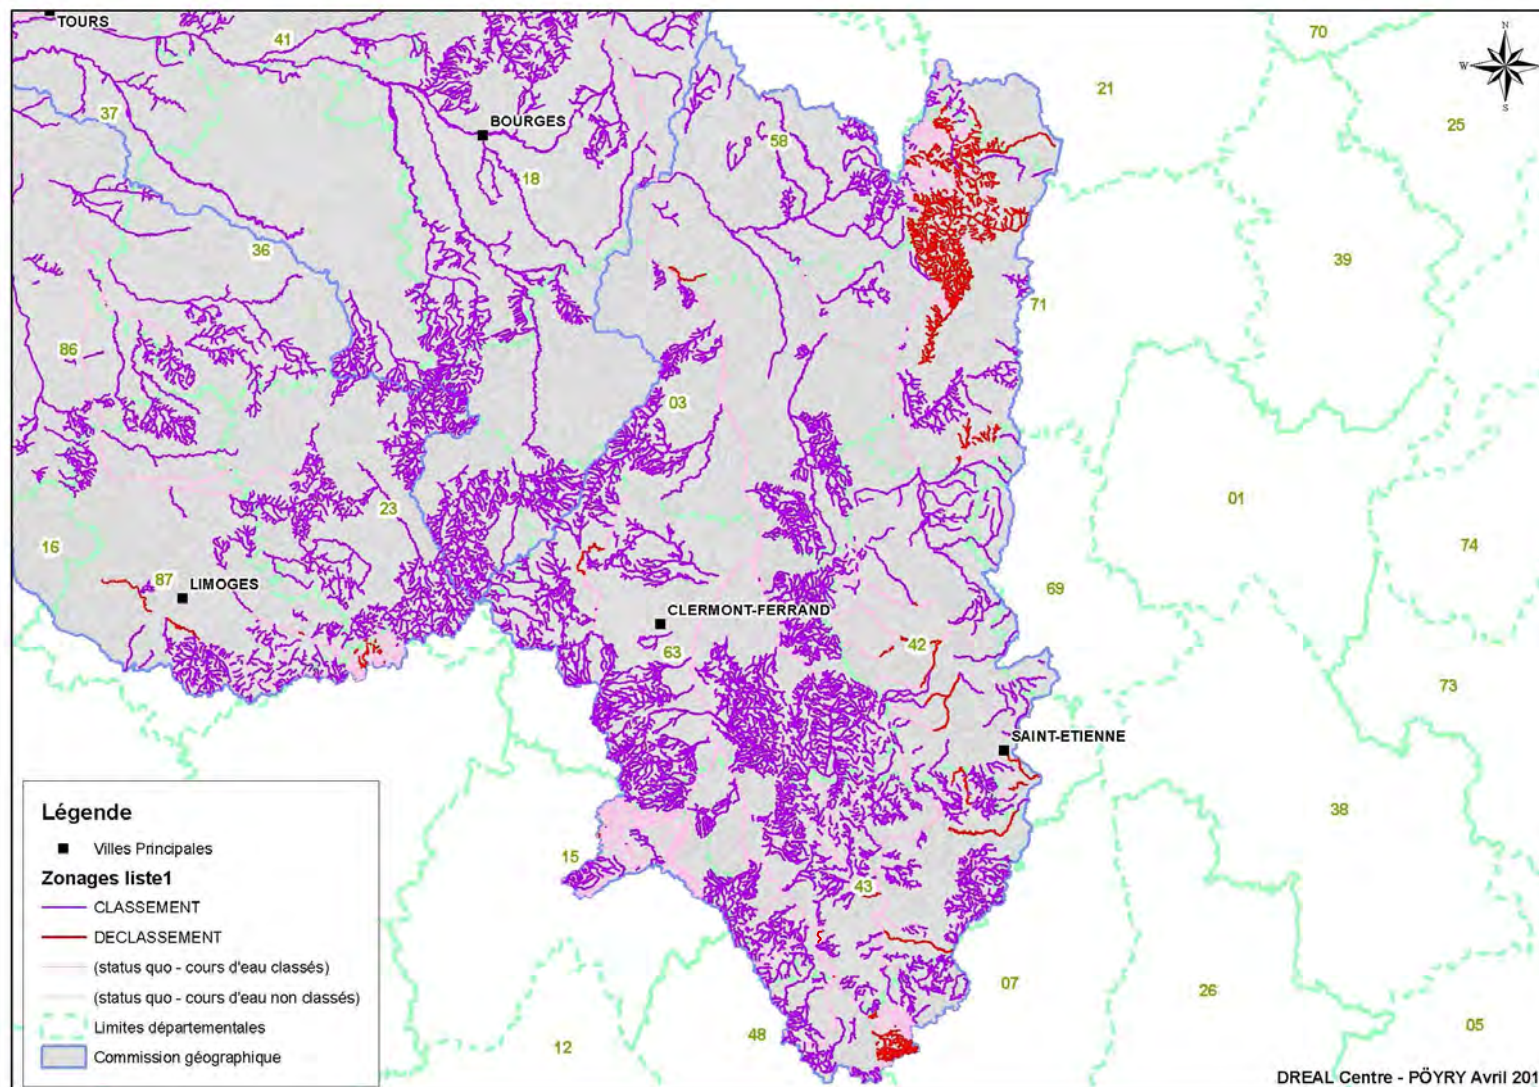 TOURS
41
70
N
W
E
S
21
37
BOURGES
58
25
18
36
39
71
86
03
23
01
16
74
87
LIMOGES
69
CLERMONT-FERRAND
42
63
73
SAINT-ETIENNE
38
15
43
07
26
05
48
12
Légende
Villes Principales
Zonages liste1
CLASSEMENT
DECLASSEMENT
(status quo - cours d'eau classés)
(status quo - cours d'eau non classés)
Limites départementales
Commission géographique
DREAL Centre - PÖYRY Avril 201